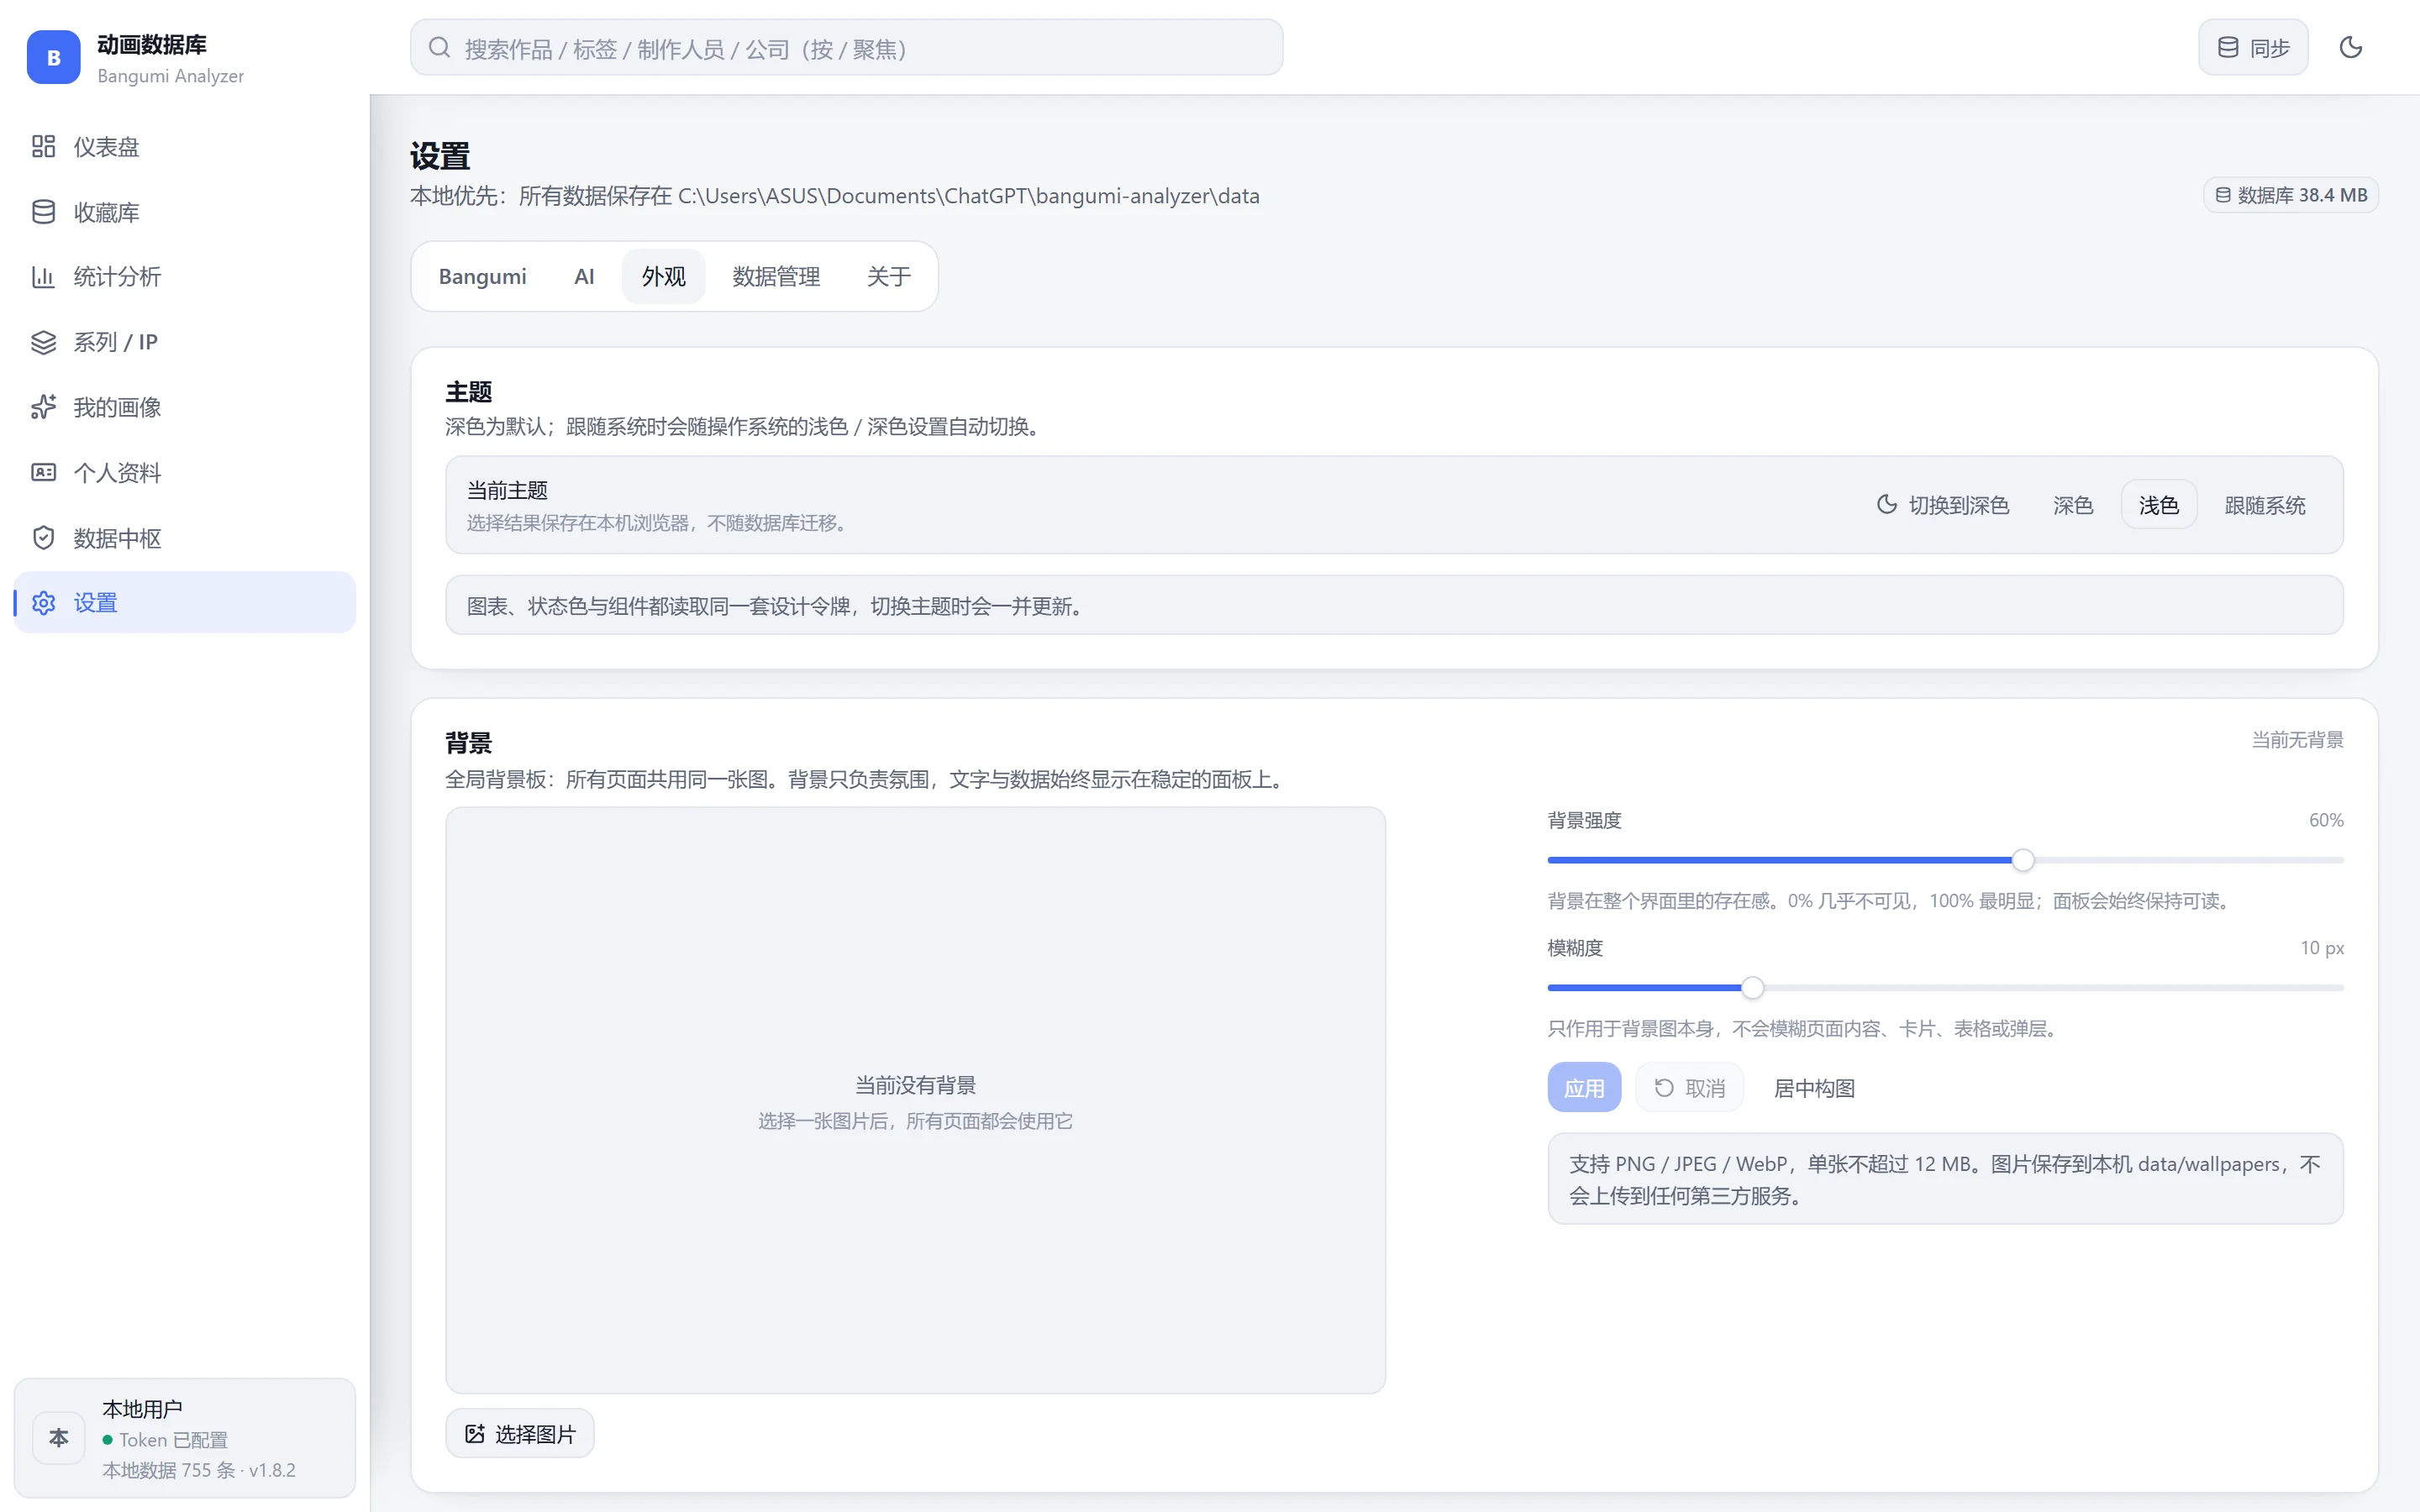 B
动画数据库
Bangumi Analyzer
搜索作品 / 标签 / 制作人员 / 公司（按 / 聚焦）
同步
仪表盘
收藏库
统计分析
系列 / IP
我的画像
个人资料
数据中枢
设置
本
本地用户
Token 已配置
本地数据 755 条 · v1.8.2
设置
本地优先：所有数据保存在 C:\Users\ASUS\Documents\ChatGPT\bangumi-analyzer\data
数据库 38.4 MB
Bangumi AI 外观 数据管理 关于
主题
深色为默认；跟随系统时会随操作系统的浅色 / 深色设置自动切换。
当前主题
选择结果保存在本机浏览器，不随数据库迁移。
切换到深色 深色 浅色 跟随系统
图表、状态色与组件都读取同一套设计令牌，切换主题时会一并更新。
背景
当前无背景
全局背景板：所有页面共用同一张图。背景只负责氛围，文字与数据始终显示在稳定的面板上。
当前没有背景
选择一张图片后，所有页面都会使用它
选择图片
背景强度 60%
背景在整个界面里的存在感。0% 几乎不可见，100% 最明显；面板会始终保持可读。
模糊度 10 px
只作用于背景图本身，不会模糊页面内容、卡片、表格或弹层。
应用 取消 居中构图
支持 PNG / JPEG / WebP，单张不超过 12 MB。图片保存到本机 data/wallpapers，不
会上传到任何第三方服务。